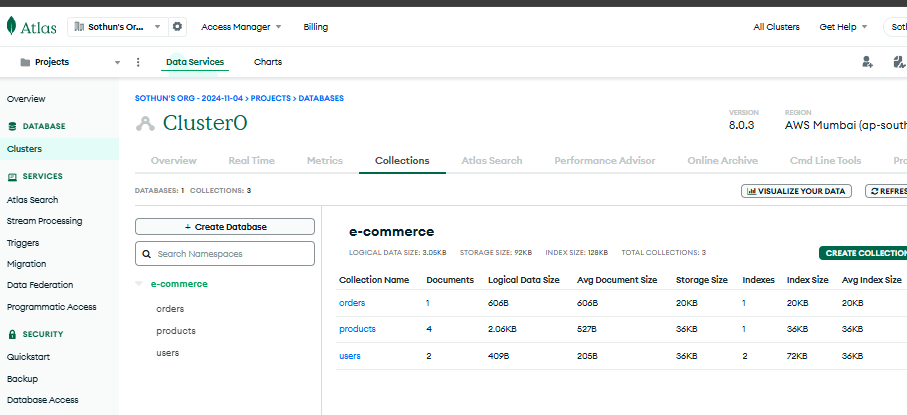 Atlas Sothun's Org... Access Manager Billing All Clusters Get Help Soth
Projects Data Services Charts
Overview
DATABASE
Clusters
SERVICES
Atlas Search
Stream Processing
Triggers
Migration
Data Federation
Programmatic Access
SECURITY
Quickstart
Backup
Database Access
SOTHUN'S ORG - 2024-11-04 > PROJECTS > DATABASES
Cluster0
VERSION REGION
8.0.3 AWS Mumbai (ap-south
Overview Real Time Metrics Collections Atlas Search Performance Advisor Online Archive Cmd Line Tools
DATABASES: 1 COLLECTIONS: 3
VISUALIZE YOUR DATA REFRES
+ Create Database
Search Namespaces
e-commerce
orders
products
users
e-commerce
LOGICAL DATA SIZE: 3.05KB STORAGE SIZE: 92KB INDEX SIZE: 128KB TOTAL COLLECTIONS: 3
CREATE COLLECTION
Collection Name Documents Logical Data Size Avg Document Size Storage Size Indexes Index Size Avg Index Size
orders 1 606B 606B 20KB 1 20KB 20KB
products 4 2.06KB 527B 36KB 1 36KB 36KB
users 2 409B 205B 36KB 2 72KB 36KB